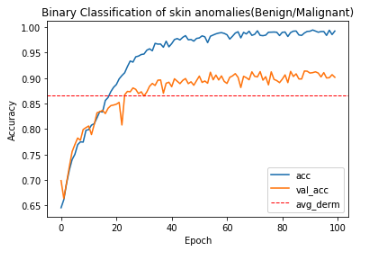 Binary Classification of skin anomalies(Benign/Malignant)
1.00
0.95
0.90
0.85
0.80
0.75
0.70
0.65
Accuracy
acc
val_acc
avg_derm
0 20 40 60 80 100
Epoch